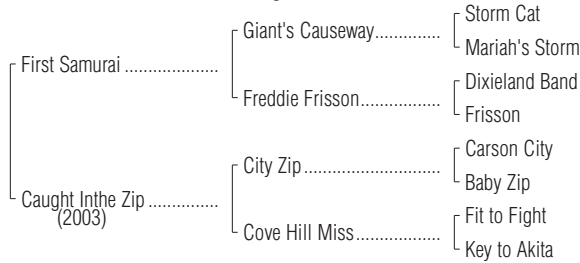 Storm Cat
Giant's Causeway..............
Mariah's Storm
First Samurai ....................
Dixieland Band
Freddie Frisson.................
Frisson
Carson City
City Zip .............................
Baby Zip
Caught Inthe Zip ...............
(2003)
Fit to Fight
Cove Hill Miss..................
Key to Akita